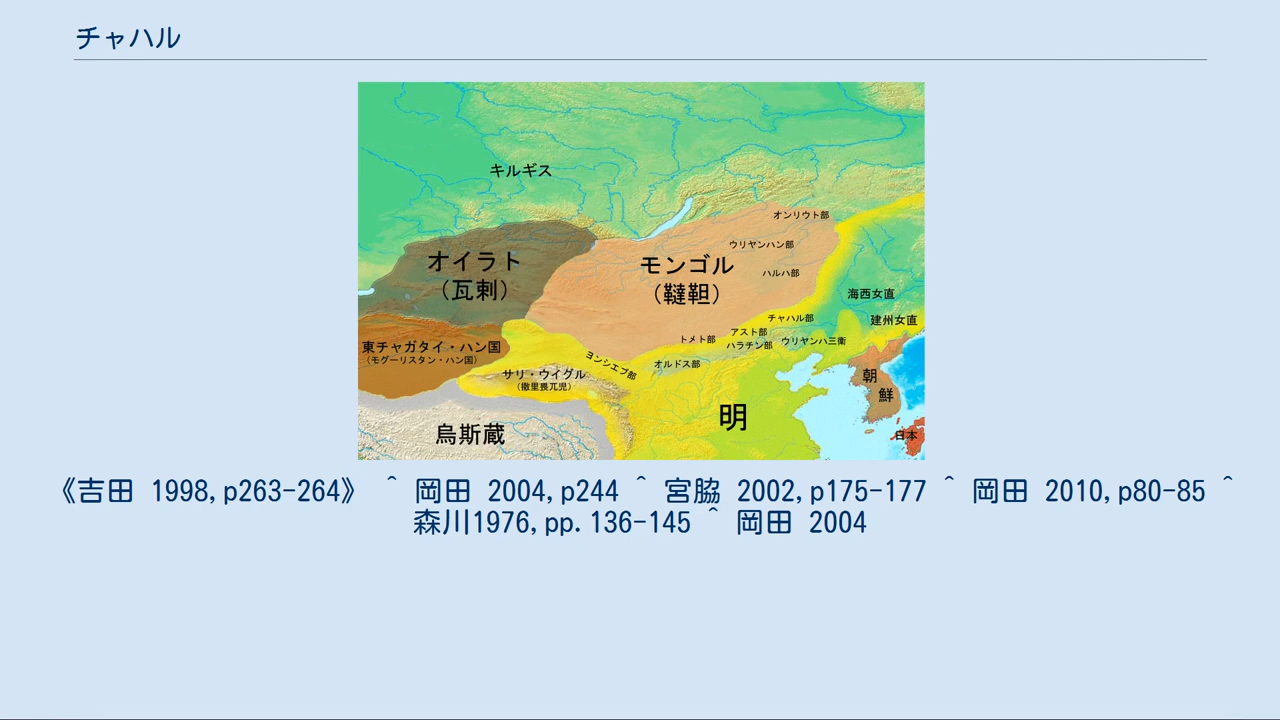 チャハル
キルギス
オンリウト部
ウリヤンハン部
オイラト
(瓦剌)
モンゴル
(韃靼)
ハルハ部
海西女直
建州女直
チャハル部
アスト部
トメト部
ハラチン部
ウリヤンハ三衛
東チャガタイ・ハン国
(モグーリスタン・ハン国)
ヨンシエブ部
オルドス部
サリ・ウイグル
(撒里畏兀児)
朝
鮮
明
烏斯蔵
日本
《吉田 1998,p263-264》 ^ 岡田 2004,p244 ^ 宮脇 2002,p175-177 ^ 岡田 2010,p80-85 ^
森川1976,pp.136-145 ^ 岡田 2004